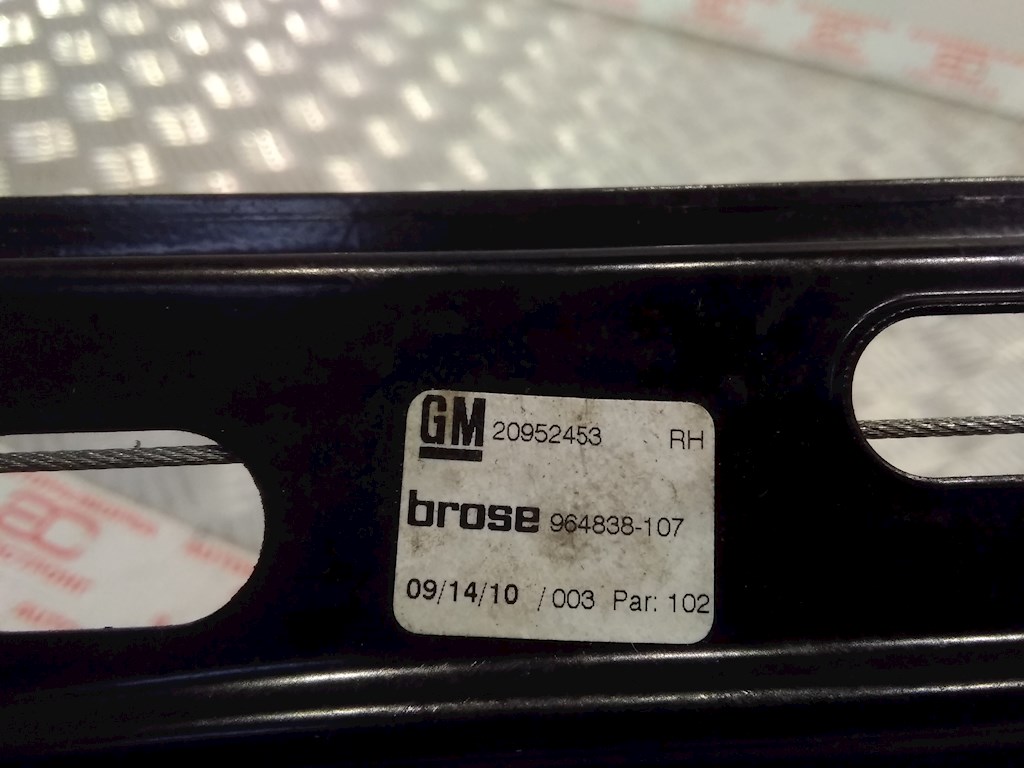 GM 20952453 RH
brose 964838-107
09/14/10 /003 Par: 102